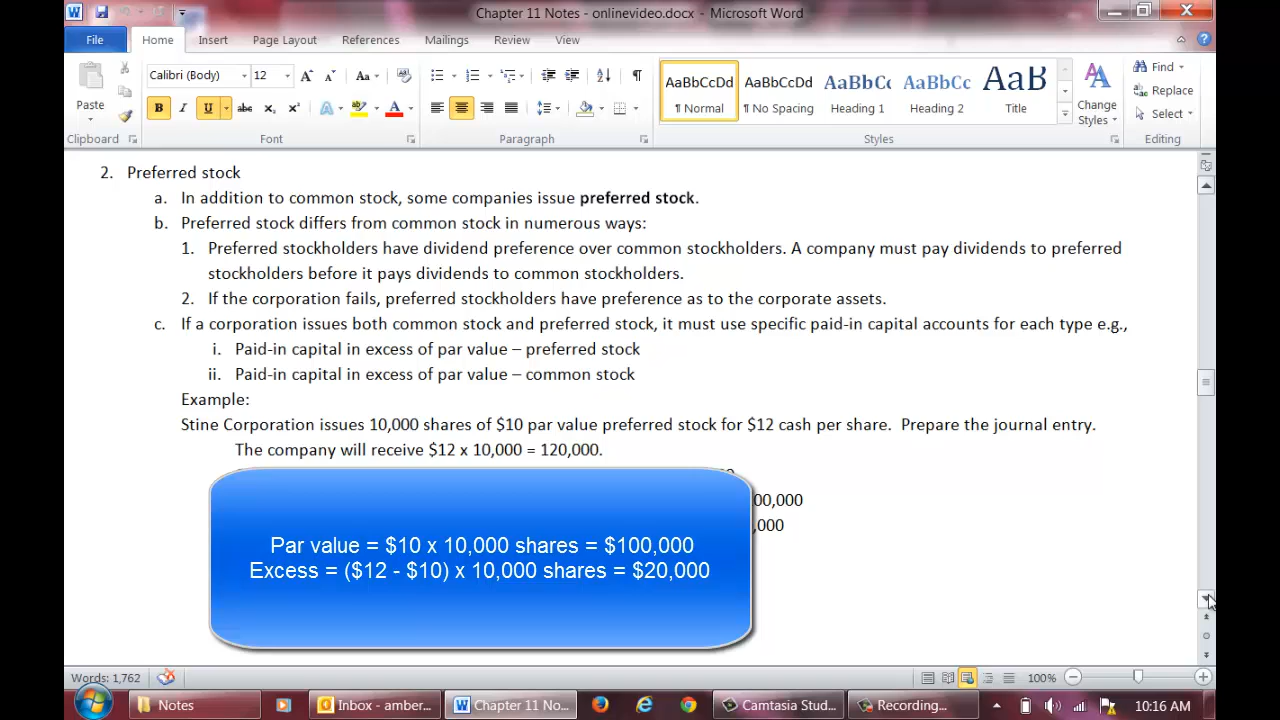 Chapter 11 Notes - onlinevideo.docx - Microsoft Word
File Home Insert Page Layout References Mailings Review View
Calibri (Body) 12
Paste
AaBbCcDd AaBbCcDd AaBbCc AaBbCc AaB
¶ Normal ¶ No Spacing Heading 1 Heading 2 Title
Change Styles
Find
Replace
Select
Clipboard Font Paragraph Styles Editing
2. Preferred stock
a. In addition to common stock, some companies issue preferred stock.
b. Preferred stock differs from common stock in numerous ways:
1. Preferred stockholders have dividend preference over common stockholders. A company must pay dividends to preferred
stockholders before it pays dividends to common stockholders.
2. If the corporation fails, preferred stockholders have preference as to the corporate assets.
c. If a corporation issues both common stock and preferred stock, it must use specific paid-in capital accounts for each type e.g.,
i. Paid-in capital in excess of par value – preferred stock
ii. Paid-in capital in excess of par value – common stock
Example:
Stine Corporation issues 10,000 shares of $10 par value preferred stock for $12 cash per share. Prepare the journal entry.
The company will receive $12 x 10,000 = 120,000.
00,000
,000
Par value = $10 x 10,000 shares = $100,000
Excess = ($12 - $10) x 10,000 shares = $20,000
Words: 1,762
100%
Notes
Inbox - amber...
Chapter 11 No...
Camtasia Stud...
Recording...
10:16 AM